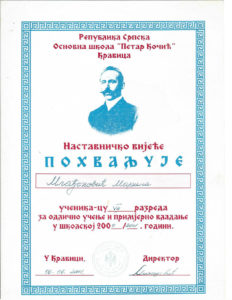 Република Српска
Основна школа "Петар Кочић"
Кравица
Наставничко вијеће
ПОХВАЉУЈЕ
ученика-цу VII разреда
за одлично учење и примјерно владање
у школској 200 години.
У Кравици,
Директор